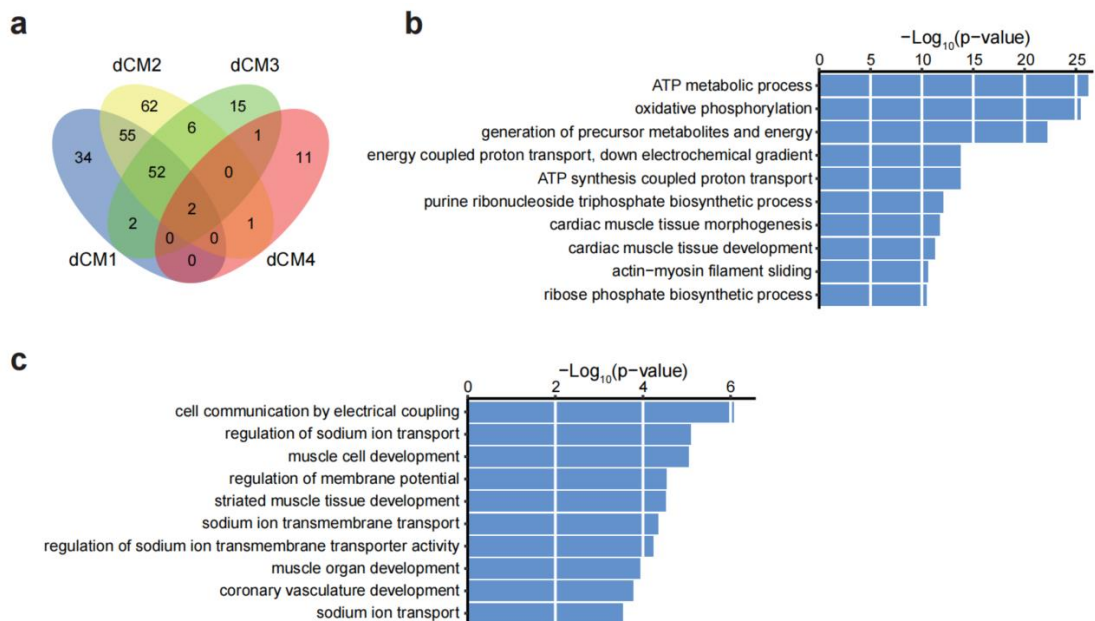 a
dCM2
dCM3
62
15
55
6
1
34
11
52
0
2
2
1
0
0
dCM1
0
dCM4
b
−Log10(p−value)
0 5 10 15 20 25
ATP metabolic process
oxidative phosphorylation
generation of precursor metabolites and energy
energy coupled proton transport, down electrochemical gradient
ATP synthesis coupled proton transport
purine ribonucleoside triphosphate biosynthetic process
cardiac muscle tissue morphogenesis
cardiac muscle tissue development
actin−myosin filament sliding
ribose phosphate biosynthetic process
c
−Log10(p−value)
0 2 4 6
cell communication by electrical coupling
regulation of sodium ion transport
muscle cell development
regulation of membrane potential
striated muscle tissue development
sodium ion transmembrane transport
regulation of sodium ion transmembrane transporter activity
muscle organ development
coronary vasculature development
sodium ion transport